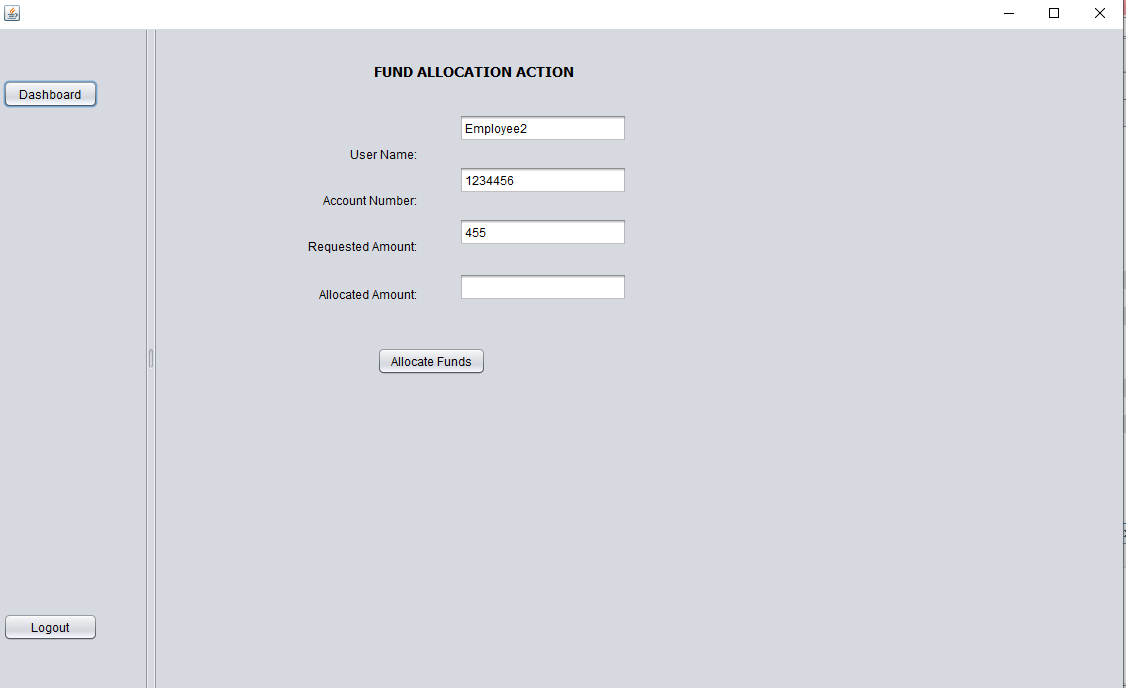 FUND ALLOCATION ACTION
Dashboard
Employee2
User Name:
1234456
Account Number:
455
Requested Amount:
Allocated Amount:
Allocate Funds
Logout